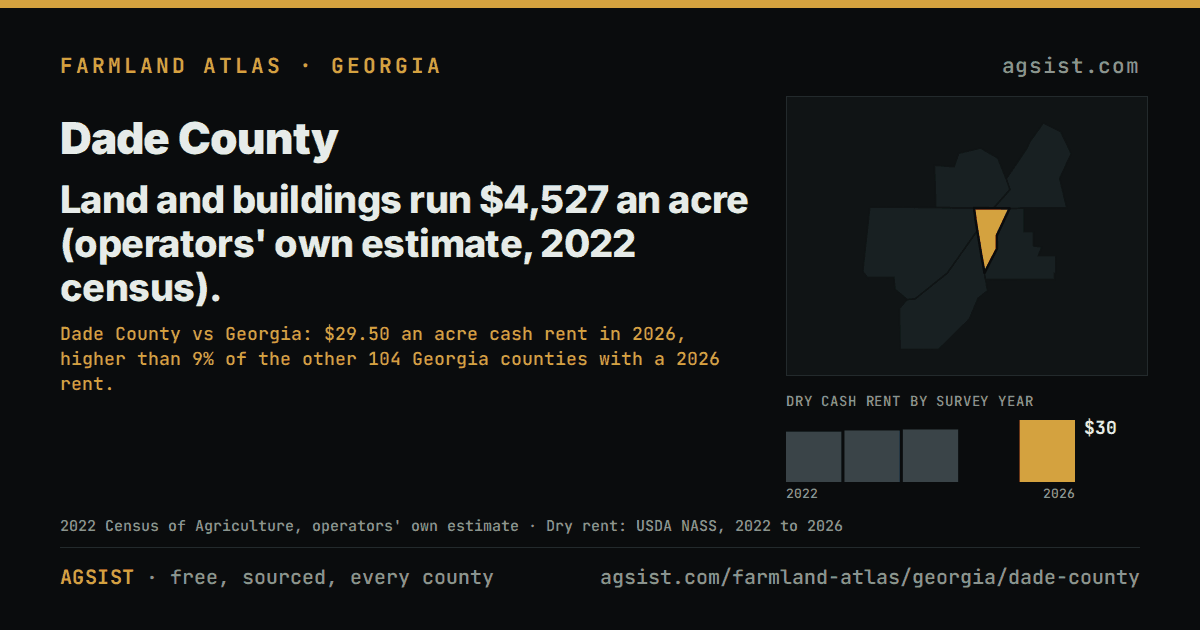 FARMLAND ATLAS · GEORGIA
agsist.com
Dade County
Land and buildings run $4,527 an acre
(operators' own estimate, 2022
census).
Dade County vs Georgia: $29.50 an acre cash rent in 2026,
higher than 9% of the other 104 Georgia counties with a 2026
rent.
DRY CASH RENT BY SURVEY YEAR
$30
2022
2026
2022 Census of Agriculture, operators' own estimate · Dry rent: USDA NASS, 2022 to 2026
AGSIST · free, sourced, every county
agsist.com/farmland-atlas/georgia/dade-county